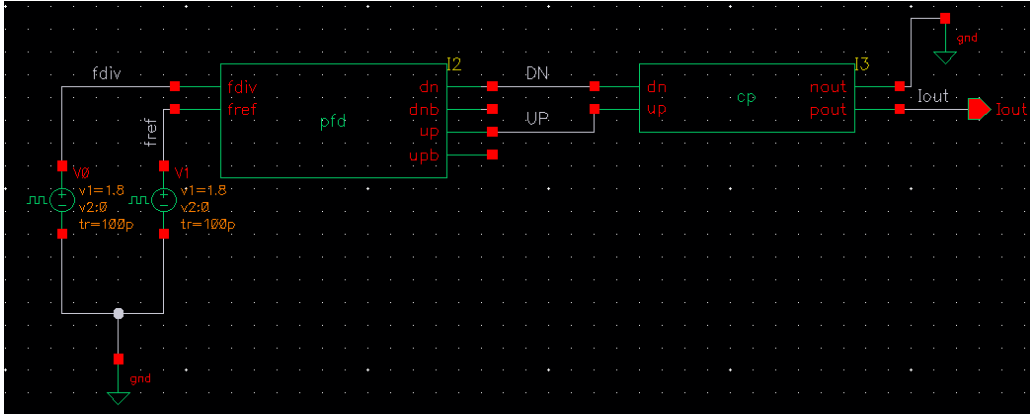 gnd
I2
I3
fdiv
DN
fdiv
dn
dn
nout
cp
Iout
fref
dnb
up
pout
Iout
pfd
UP
fref
up
upb
V0
V1
v1=1.8
v1=1.8
v2:0
v2:0
tr=100p
tr=100p
gnd